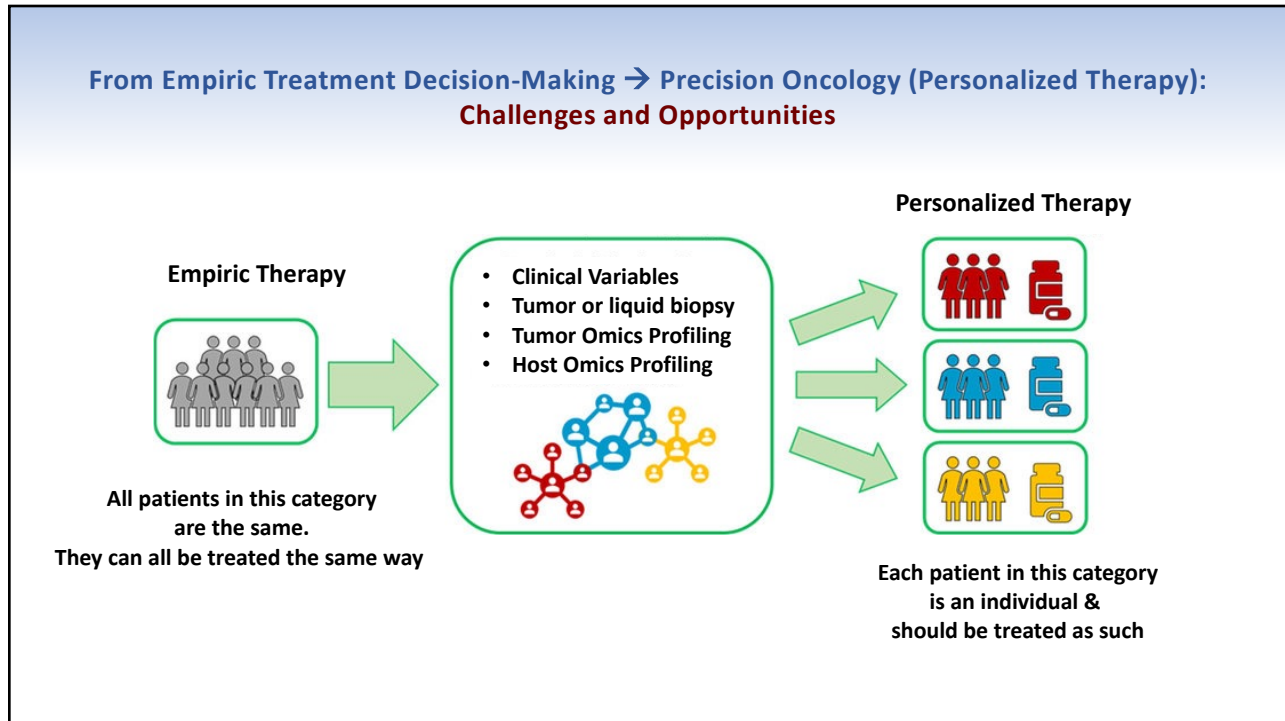 From Empiric Treatment Decision-Making → Precision Oncology (Personalized Therapy):
Challenges and Opportunities
Empiric Therapy
All patients in this category
are the same.
They can all be treated the same way
• Clinical Variables
• Tumor or liquid biopsy
• Tumor Omics Profiling
• Host Omics Profiling
Personalized Therapy
Each patient in this category
is an individual &
should be treated as such